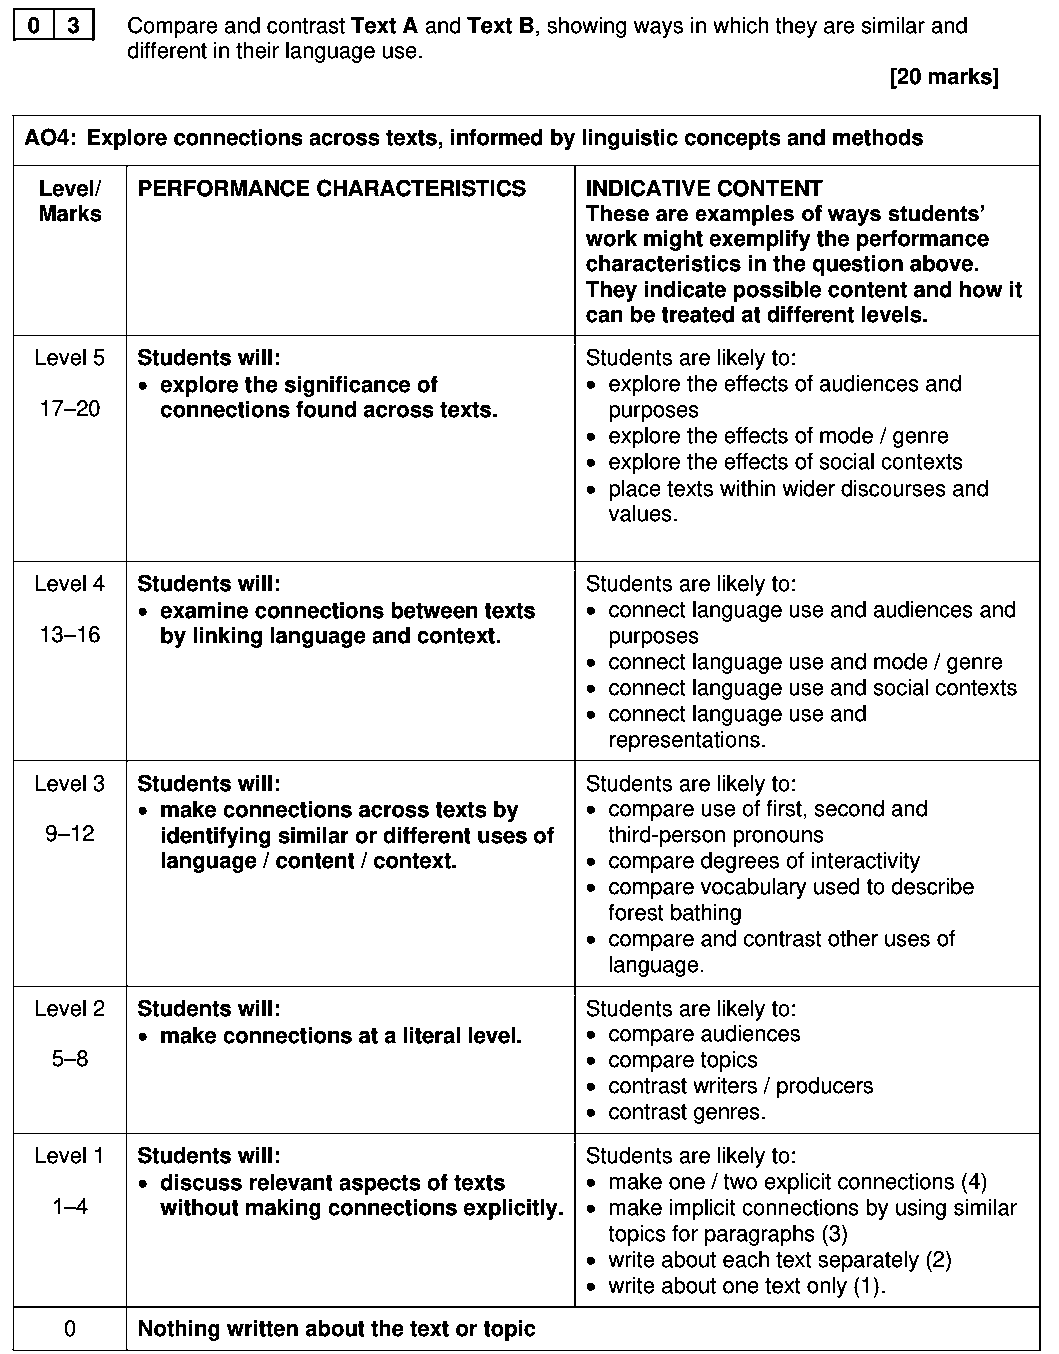 0 3 Compare and contrast Text A and Text B, showing ways in which they are similar and
different in their language use.
[20 marks]
AO4: Explore connections across texts, informed by linguistic concepts and methods
Level/
Marks
PERFORMANCE CHARACTERISTICS
INDICATIVE CONTENT
These are examples of ways students'
work might exemplify the performance
characteristics in the question above.
They indicate possible content and how it
can be treated at different levels.
Level 5
17–20
Students will:
• explore the significance of
connections found across texts.
Students are likely to:
• explore the effects of audiences and
purposes
• explore the effects of mode / genre
• explore the effects of social contexts
• place texts within wider discourses and
values.
Level 4
13–16
Students will:
• examine connections between texts
by linking language and context.
Students are likely to:
• connect language use and audiences and
purposes
• connect language use and mode / genre
• connect language use and social contexts
• connect language use and
representations.
Level 3
9–12
Students will:
• make connections across texts by
identifying similar or different uses of
language / content / context.
Students are likely to:
• compare use of first, second and
third-person pronouns
• compare degrees of interactivity
• compare vocabulary used to describe
forest bathing
• compare and contrast other uses of
language.
Level 2
5–8
Students will:
• make connections at a literal level.
Students are likely to:
• compare audiences
• compare topics
• contrast writers / producers
• contrast genres.
Level 1
1–4
Students will:
• discuss relevant aspects of texts
without making connections explicitly.
Students are likely to:
• make one / two explicit connections (4)
• make implicit connections by using similar
topics for paragraphs (3)
• write about each text separately (2)
• write about one text only (1).
0
Nothing written about the text or topic